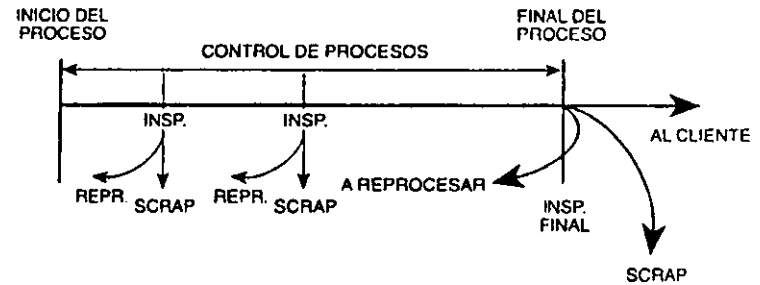 INICIO DEL
PROCESO
FINAL DEL
PROCESO
CONTROL DE PROCESOS
INSP.
INSP.
AL CLIENTE
REPR.
SCRAP
REPR.
SCRAP
A REPROCESAR
INSP.
FINAL
SCRAP